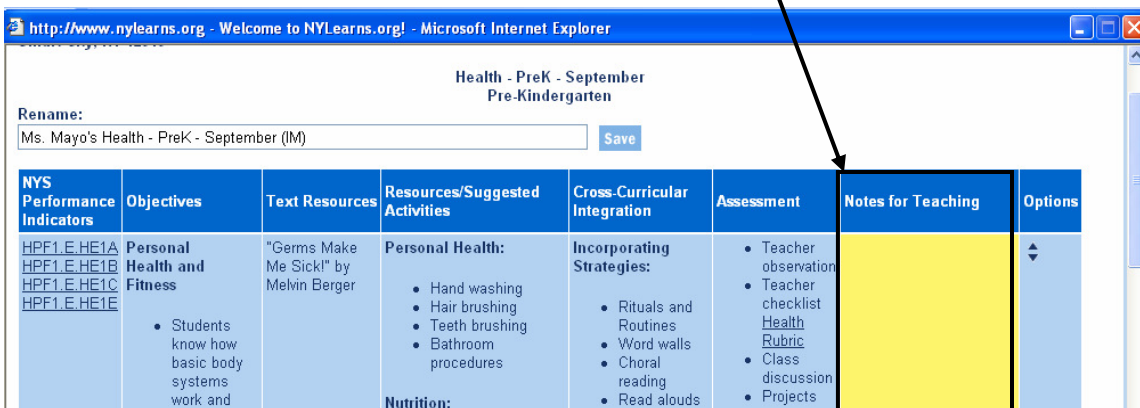 http://www.nylearns.org - Welcome to NYLearns.org! - Microsoft Internet Explorer
Health - PreK - September
Pre-Kindergarten
Rename:
Ms. Mayo's Health - PreK - September (IM)
Save
NYS
Performance
Indicators
Objectives
Text Resources
Resources/Suggested
Activities
Cross-Curricular
Integration
Assessment
Notes for Teaching
Options
HPF1.E.HE1A
HPF1.E.HE1B
HPF1.E.HE1C
HPF1.E.HE1E
Personal
Health and
Fitness
• Students
know how
basic body
systems
work and
"Germs Make
Me Sick!" by
Melvin Berger
Personal Health:
• Hand washing
• Hair brushing
• Teeth brushing
• Bathroom
procedures
Nutrition:
Incorporating
Strategies:
• Rituals and
Routines
• Word walls
• Choral
reading
• Read alouds
• Teacher
observation
• Teacher
checklist
Health
Rubric
• Class
discussion
• Projects